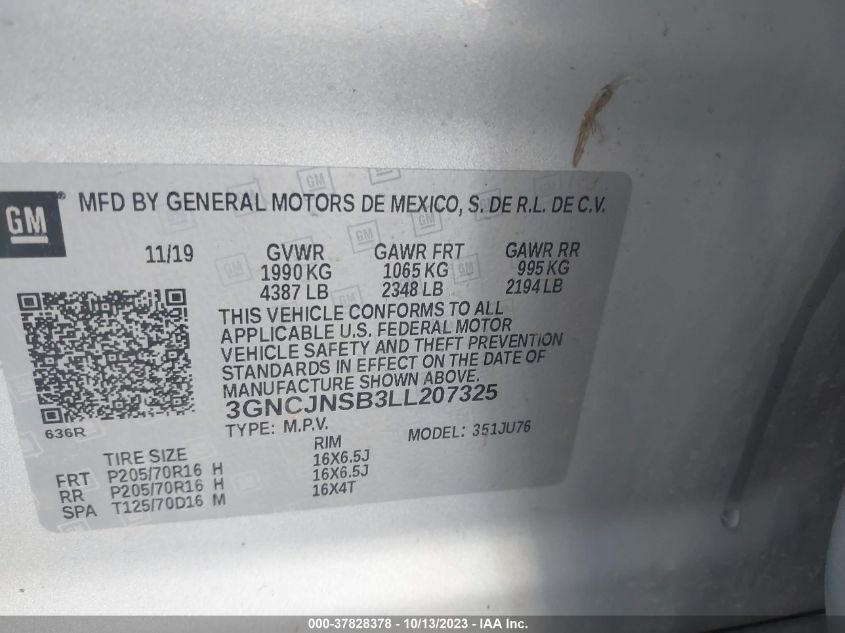 GM
MFD BY GENERAL MOTORS DE MEXICO, S. DE R.L. DE C.V.
11/19 GVWR GAWR FRT GAWR RR
1990 KG 1065 KG 995 KG
4387 LB 2348 LB 2194 LB
THIS VEHICLE CONFORMS TO ALL
APPLICABLE U.S. FEDERAL MOTOR
VEHICLE SAFETY AND THEFT PREVENTION
STANDARDS IN EFFECT ON THE DATE OF
MANUFACTURE SHOWN ABOVE.
3GNCJNSB3LL207325
636R
TYPE: M.P.V. MODEL: 351JU76
TIRE SIZE RIM
FRT P205/70R16 H 16X6.5J
RR P205/70R16 H 16X6.5J
SPA T125/70D16 M 16X4T
000-37828378 - 10/13/2023 - IAA Inc.